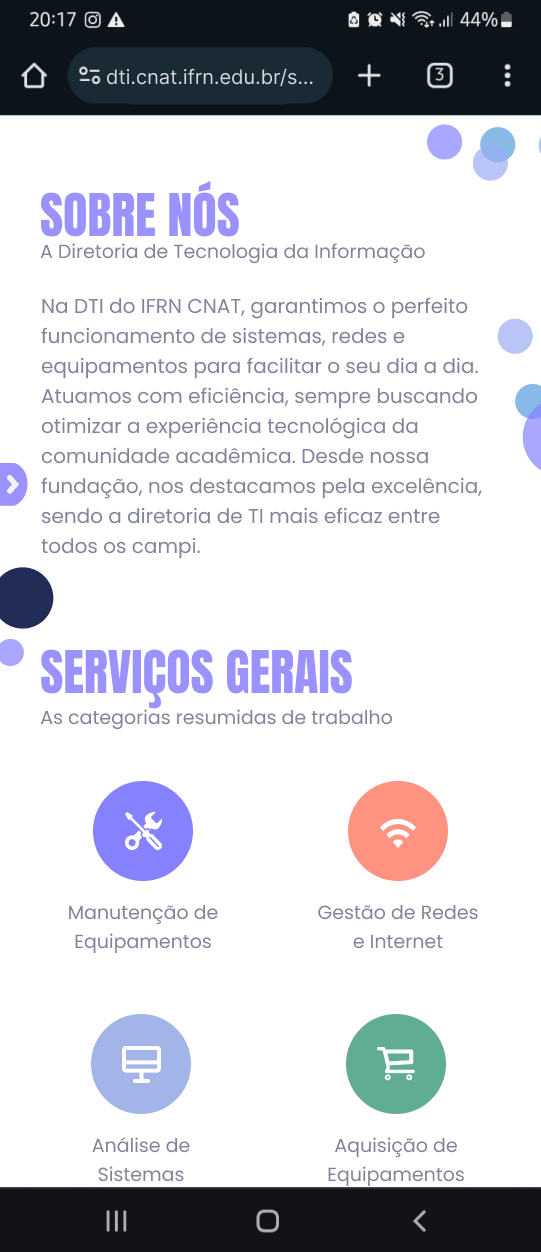 20:17
44%
dti.cnat.ifrn.edu.br/s...
3
SOBRE NÓS
A Diretoria de Tecnologia da Informação
Na DTI do IFRN CNAT, garantimos o perfeito
funcionamento de sistemas, redes e
equipamentos para facilitar o seu dia a dia.
Atuamos com eficiência, sempre buscando
otimizar a experiência tecnológica da
comunidade acadêmica. Desde nossa
fundação, nos destacamos pela excelência,
sendo a diretoria de TI mais eficaz entre
todos os campi.
SERVIÇOS GERAIS
As categorias resumidas de trabalho
Manutenção de
Equipamentos
Gestão de Redes
e Internet
Análise de
Sistemas
Aquisição de
Equipamentos